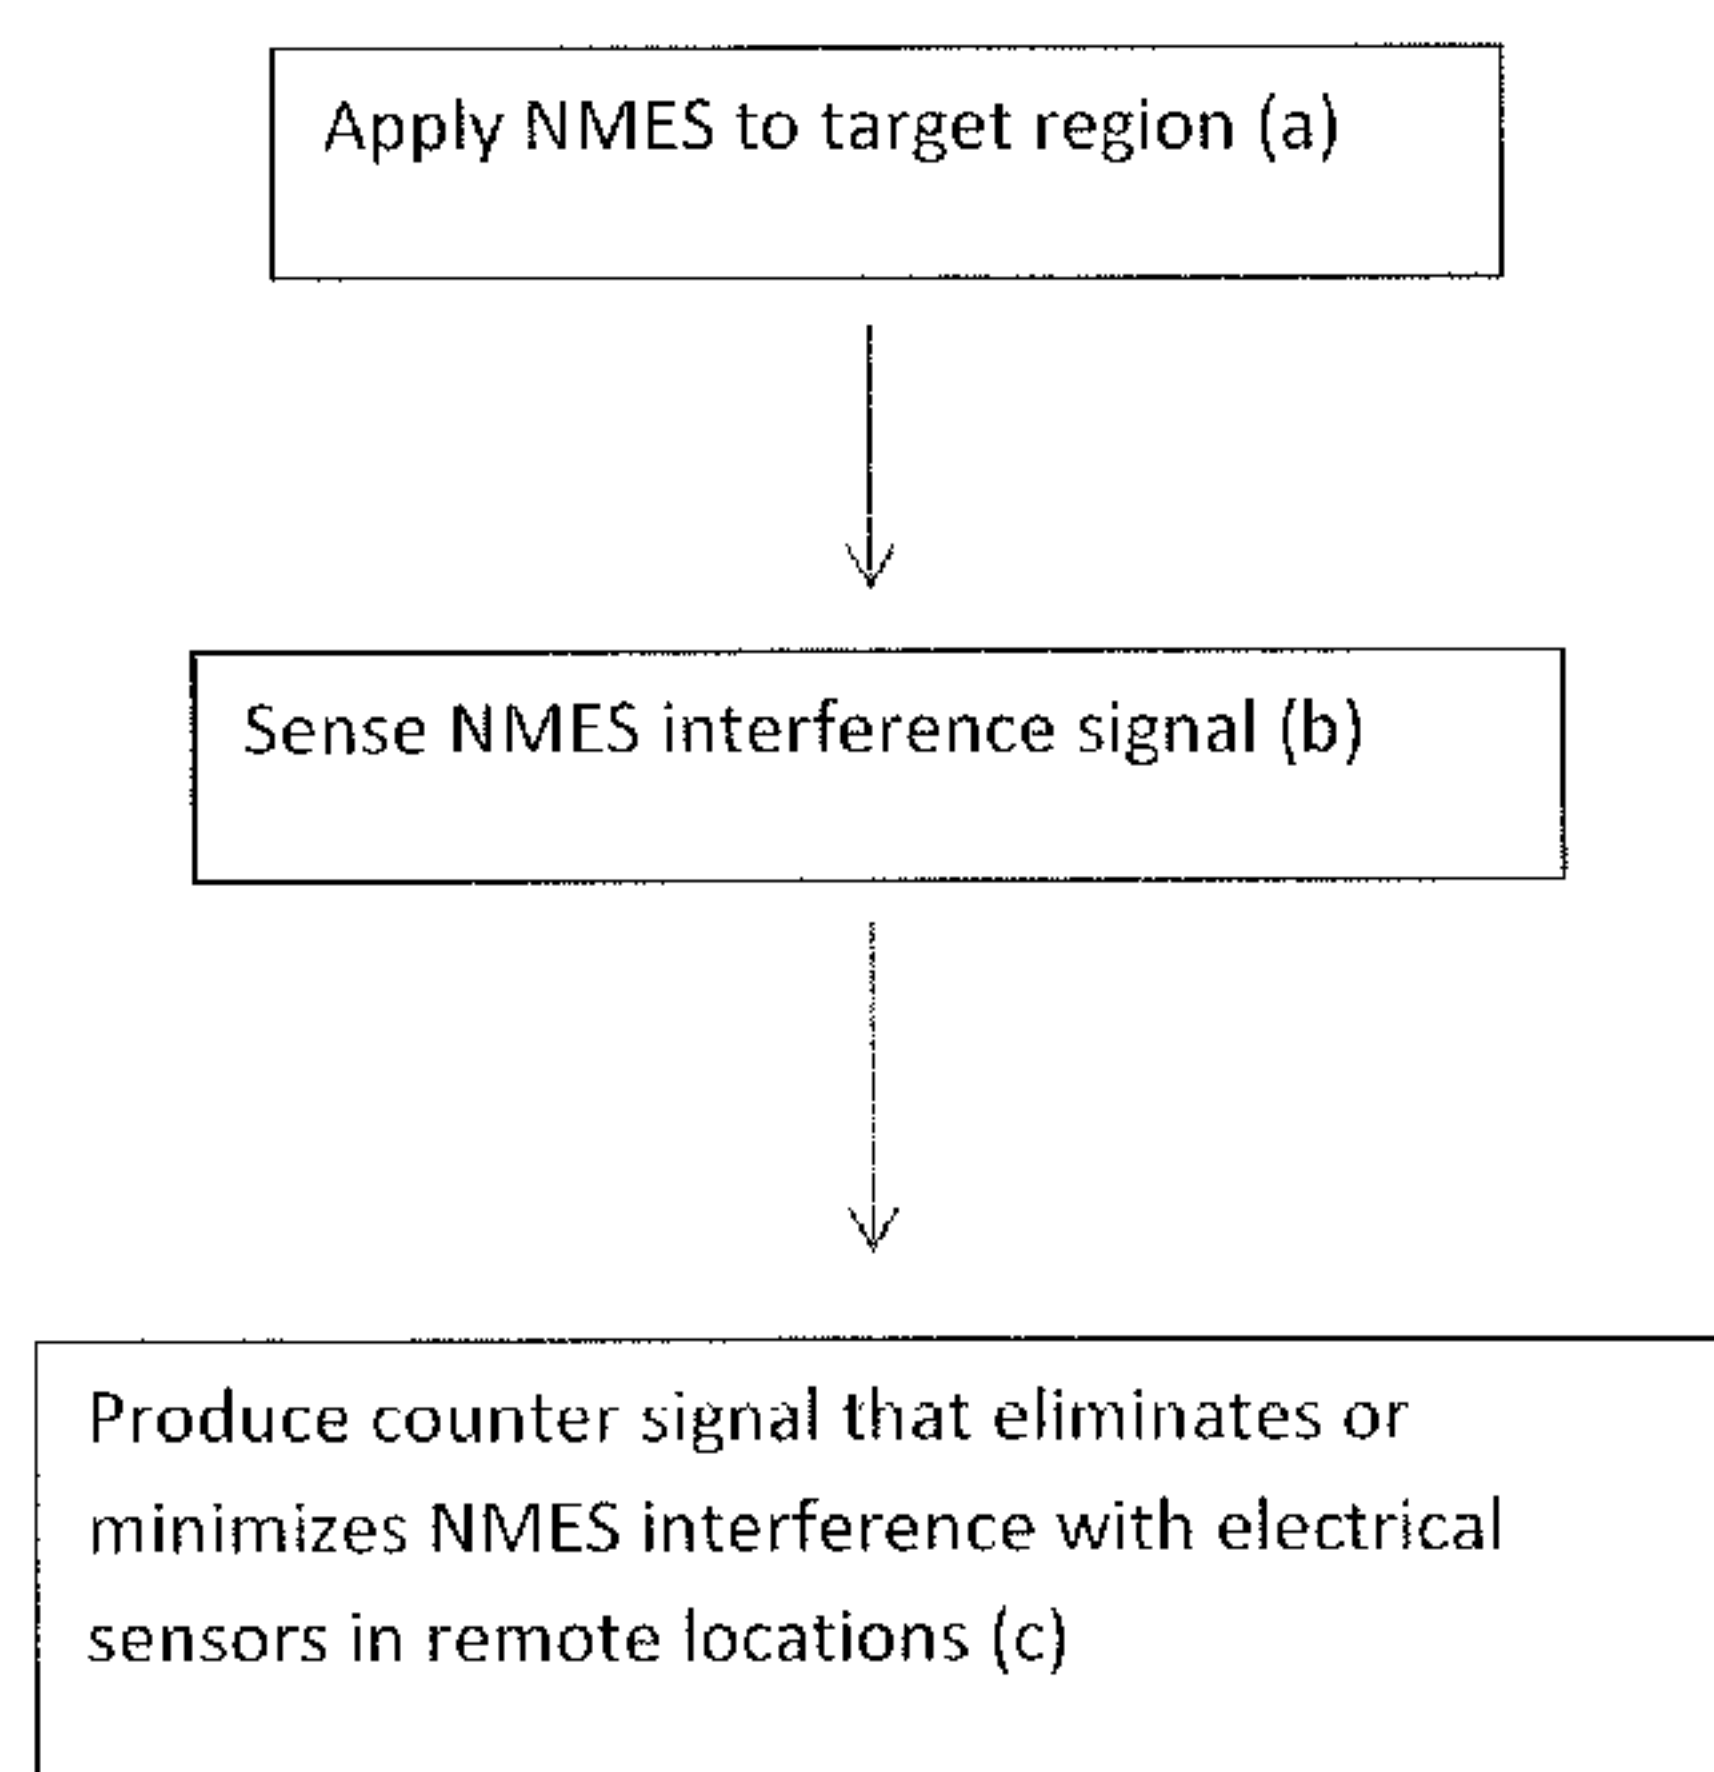 Apply NMES to target region (a)
Sense NMES interference signal (b)
Produce counter signal that eliminates or
minimizes NMES interference with electrical
sensors in remote locations (c)